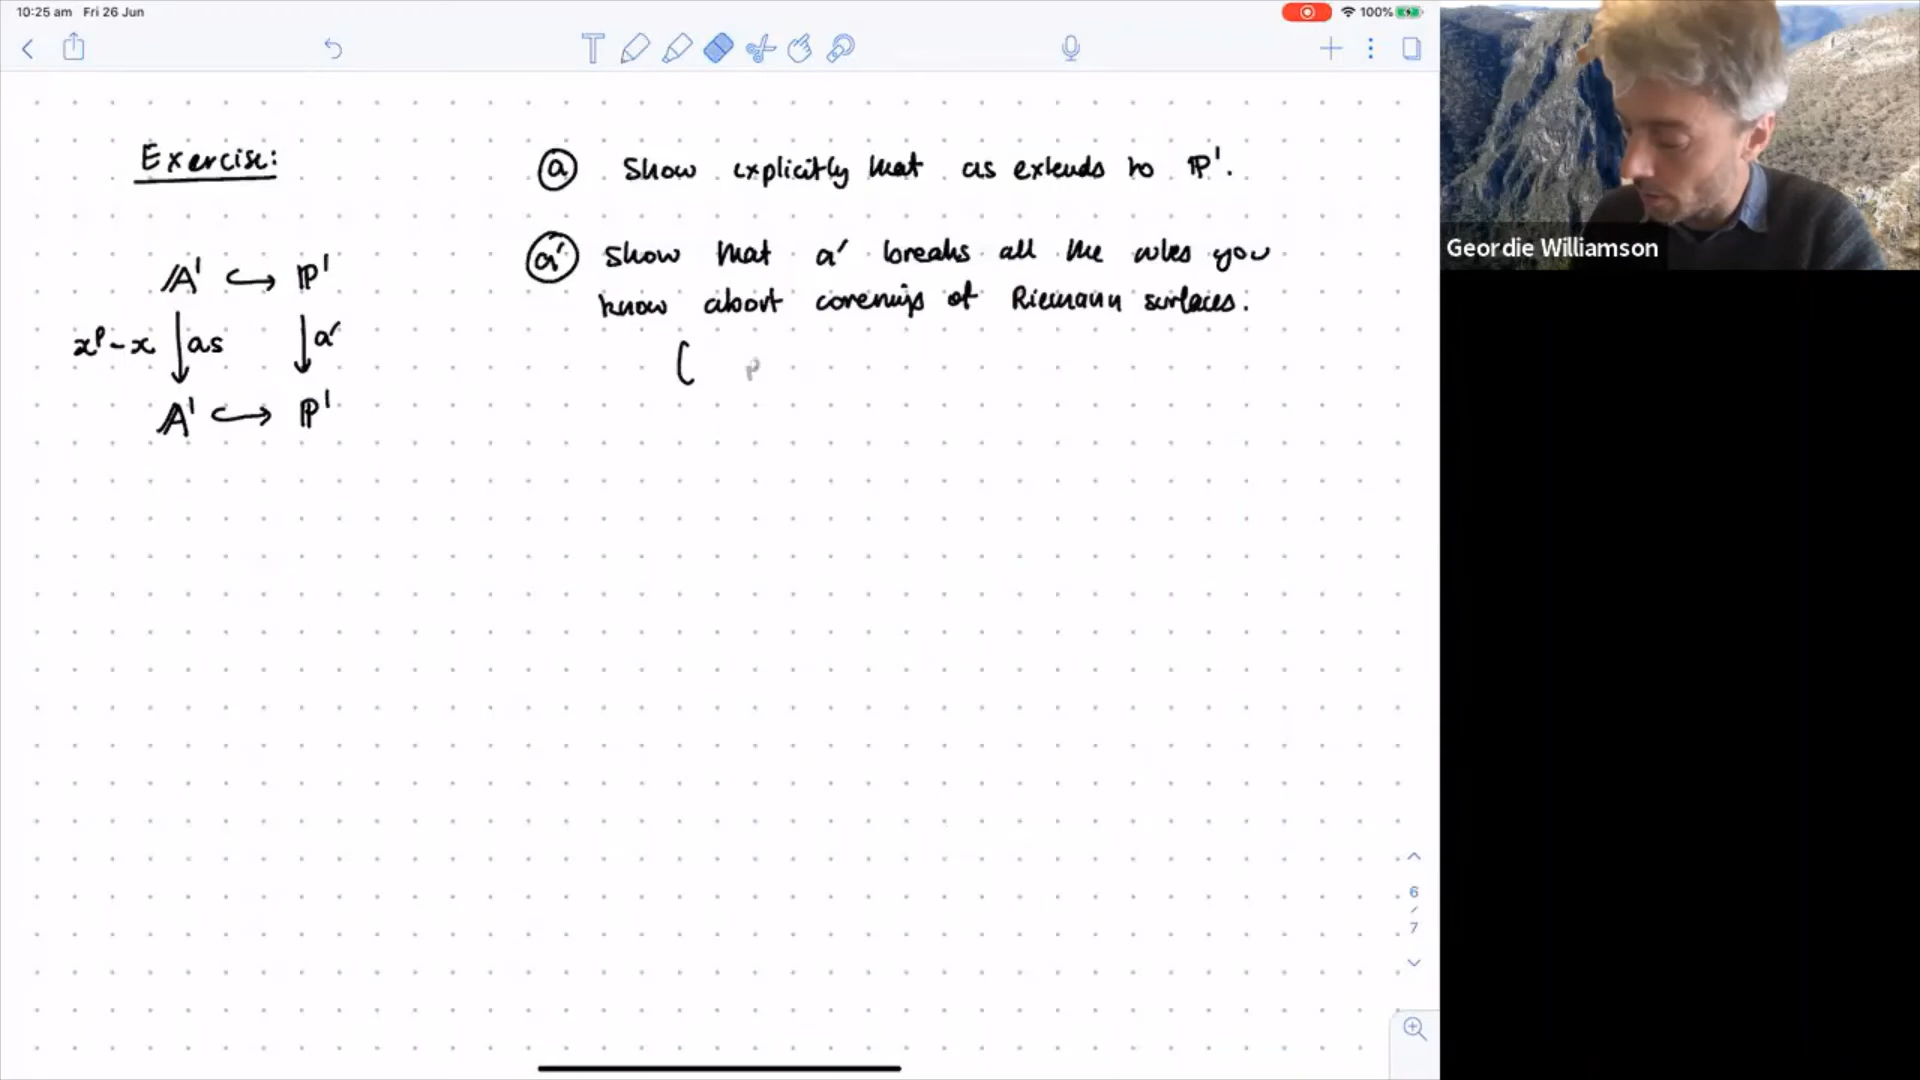 10:25 am Fri 26 Jun
100%
Exercise:
𝔸¹ ↪ ℙ¹
xᵖ - x ↓ as ↓ a'
𝔸¹ ↪ ℙ¹
(a) Show explicitly that as extends to ℙ¹.
(a') Show that a' breaks all the rules you
know about coverings of Riemann surfaces.
( p
6
/
7
Geordie Williamson